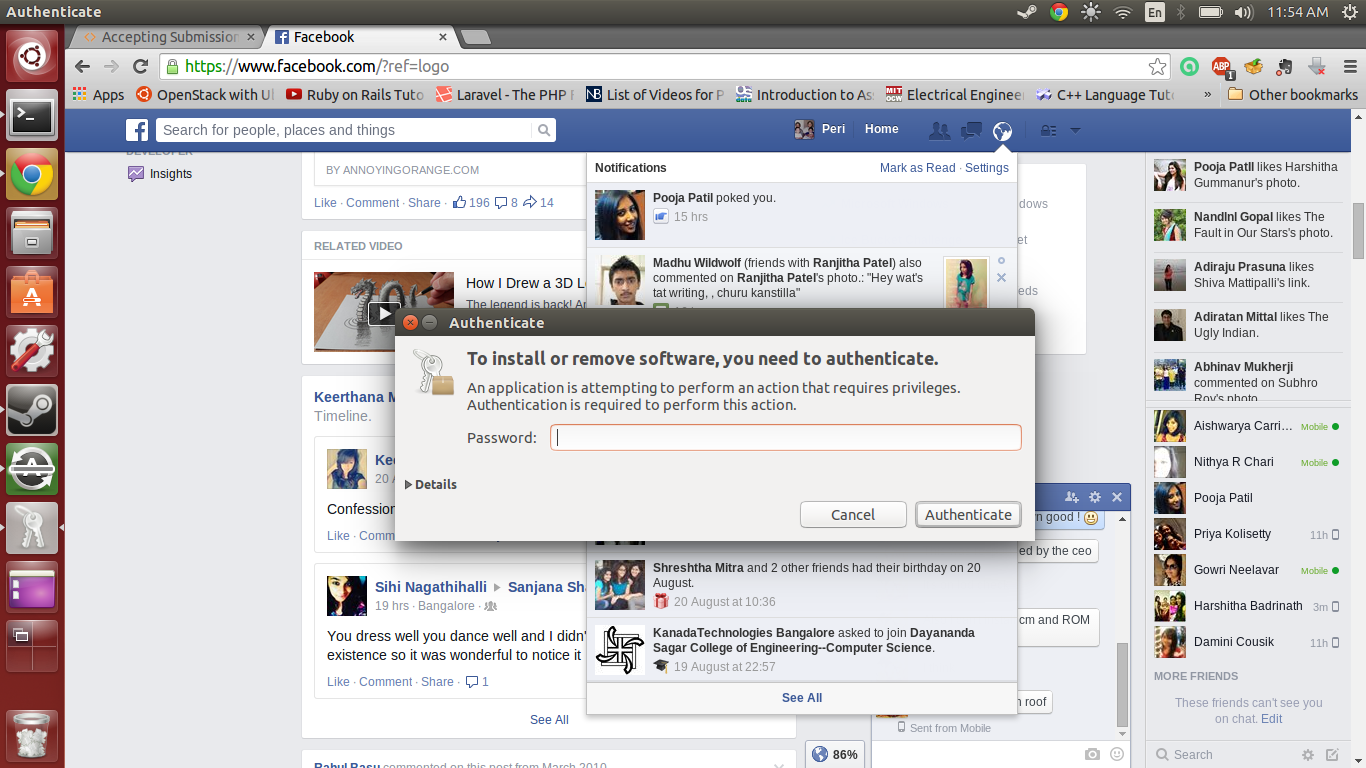 Authenticate
En
11:54 AM
Accepting Submission
Facebook
https://www.facebook.com/?ref=logo
ABP
1
Apps
OpenStack with Ul
Ruby on Rails Tuto
Laravel - The PHP F
List of Videos for P
Introduction to As
Electrical Enginee
C++ Language Tut
»
Other bookmarks
Search for people, places and things
Peri
Home
DEVELOPER
Insights
BY ANNOYINGORANGE.COM
Like · Comment · Share · 196 8 14
RELATED VIDEO
How I Drew a 3D L
The legend is back! A
Keerthana M
Timeline.
Kee
20 A
Confession
Like · Comm
Sihi Nagathihalli ▸ Sanjana Sha
19 hrs · Bangalore ·
You dress well you dance well and I didn'
existence so it was wonderful to notice it
Like · Comment · Share · 1
See All
Rahul Basu commented on this post from March 2010.
Notifications
Mark as Read · Settings
Pooja Patil poked you.
15 hrs
Madhu Wildwolf (friends with Ranjitha Patel) also
commented on Ranjitha Patel's photo.: "Hey wat's
tat writing, , churu kanstilla"
Authenticate
To install or remove software, you need to authenticate.
An application is attempting to perform an action that requires privileges.
Authentication is required to perform this action.
Password:
Details
Cancel
Authenticate
Shreshtha Mitra and 2 other friends had their birthday on 20
August.
20 August at 10:36
KanadaTechnologies Bangalore asked to join Dayananda
Sagar College of Engineering--Computer Science.
19 August at 22:57
See All
dows
et
eds
n good !
ed by the ceo
cm and ROM
n roof
Sent from Mobile
86%
Pooja Patil likes Harshitha
Gummanur's photo.
NandInI Gopal likes The
Fault in Our Stars's photo.
Adiraju Prasuna likes
Shiva Mattipalli's link.
Adiratan Mittal likes The
Ugly Indian.
Abhinav Mukherji
commented on Subhro
Roy's photo
Aishwarya Carri... Mobile
Nithya R Chari Mobile
Pooja Patil
Priya Kolisetty 11h
Gowri Neelavar Mobile
Harshitha Badrinath 3m
Damini Cousik 11h
MORE FRIENDS
These friends can't see you
on chat. Edit
Search